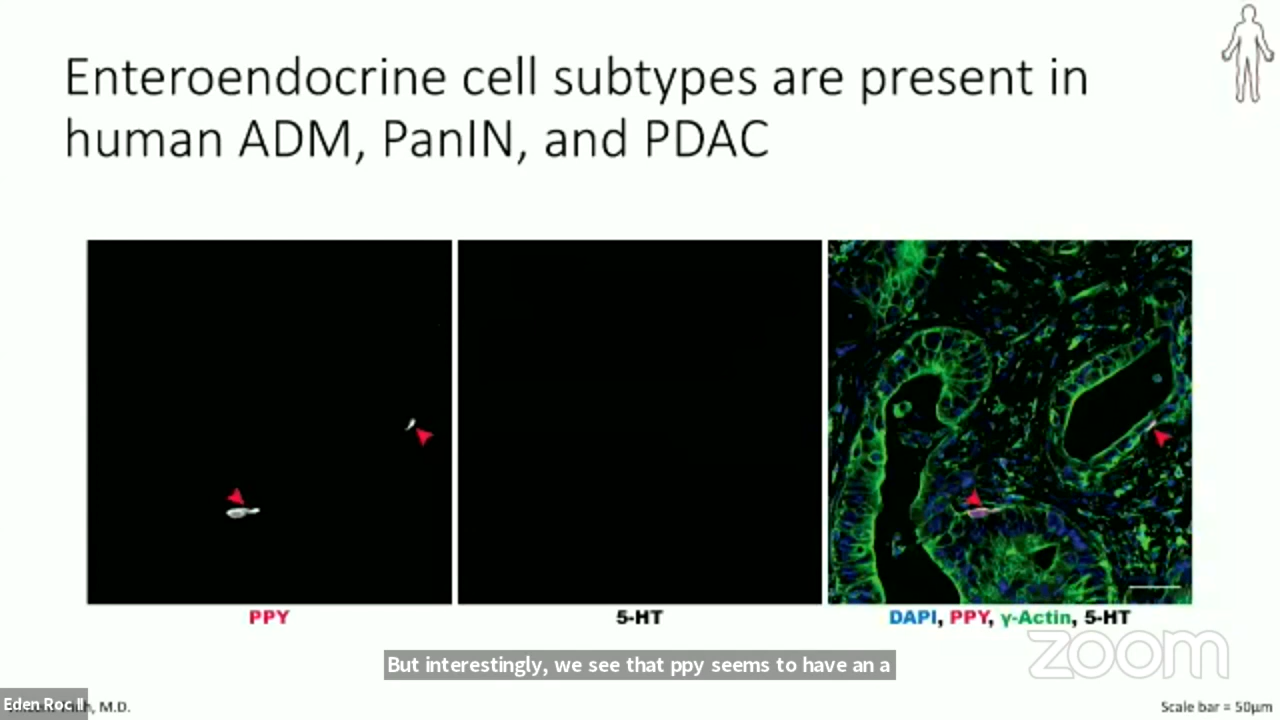 Enteroendocrine cell subtypes are present in
human ADM, PanIN, and PDAC
PPY
5-HT
DAPI, PPY, γ-Actin, 5-HT
zoom
But interestingly, we see that ppy seems to have an a
Eden Roc II
, M.D.
Scale bar = 50µm